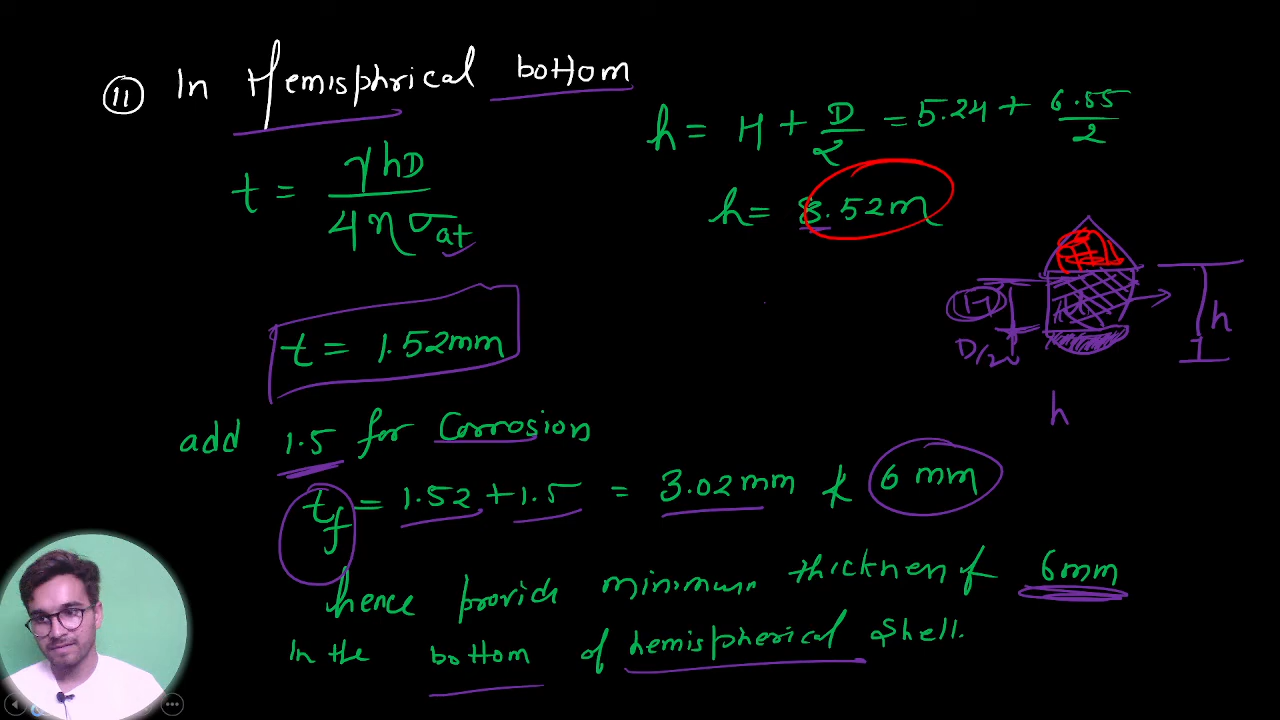 ⑪ In Hemisphrical bottom
h = H + D/2 = 5.24 + 6.55/2
t = γhD / 4ησat
h = 8.52m
H
D/2
h
h
t = 1.52mm
add 1.5 for Corrosion
tf = 1.52 + 1.5 = 3.02mm ≮ 6 mm
hence provide minimum thickness of 6mm
In the bottom of hemispherical shell.